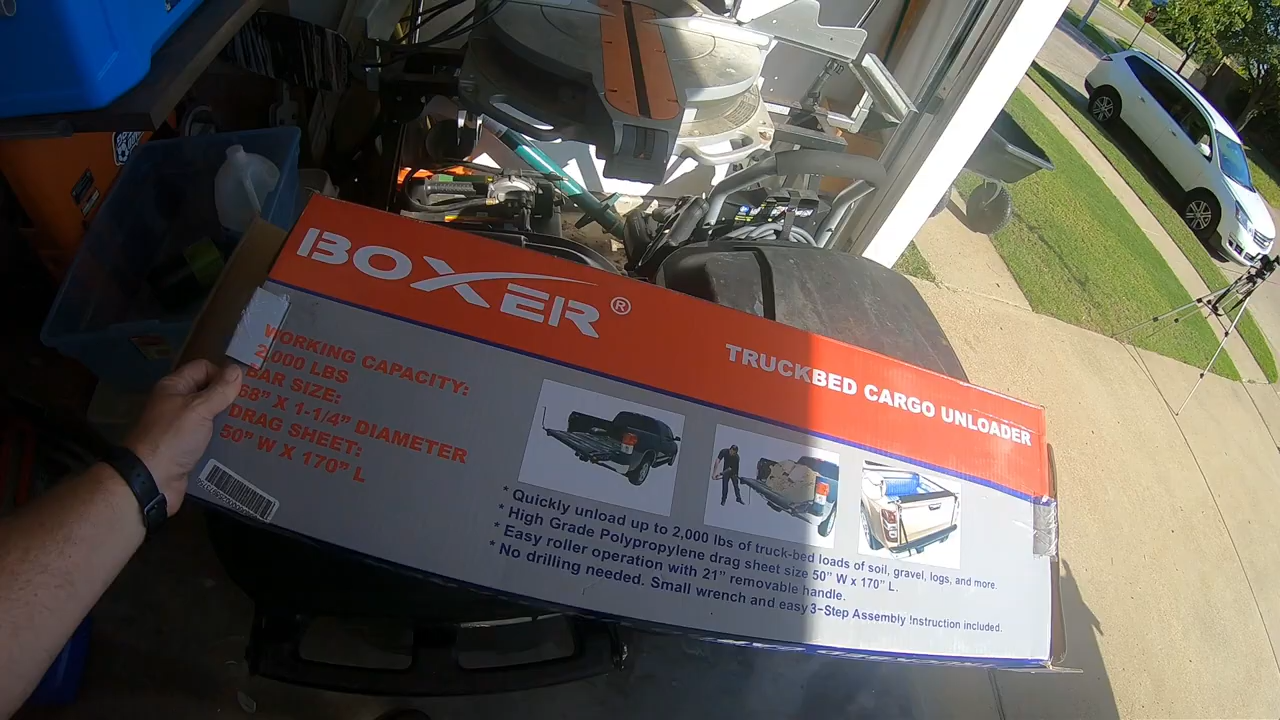 BOXER®
TRUCKBED CARGO UNLOADER
WORKING CAPACITY:
2,000 LBS
BAR SIZE:
68" X 1-1/4" DIAMETER
DRAG SHEET:
50" W X 170" L
* Quickly unload up to 2,000 lbs of truck-bed loads of soil, gravel, logs, and more.
* High Grade Polypropylene drag sheet size 50" W x 170" L.
* Easy roller operation with 21" removable handle.
* No drilling needed. Small wrench and easy 3-Step Assembly Instruction included.